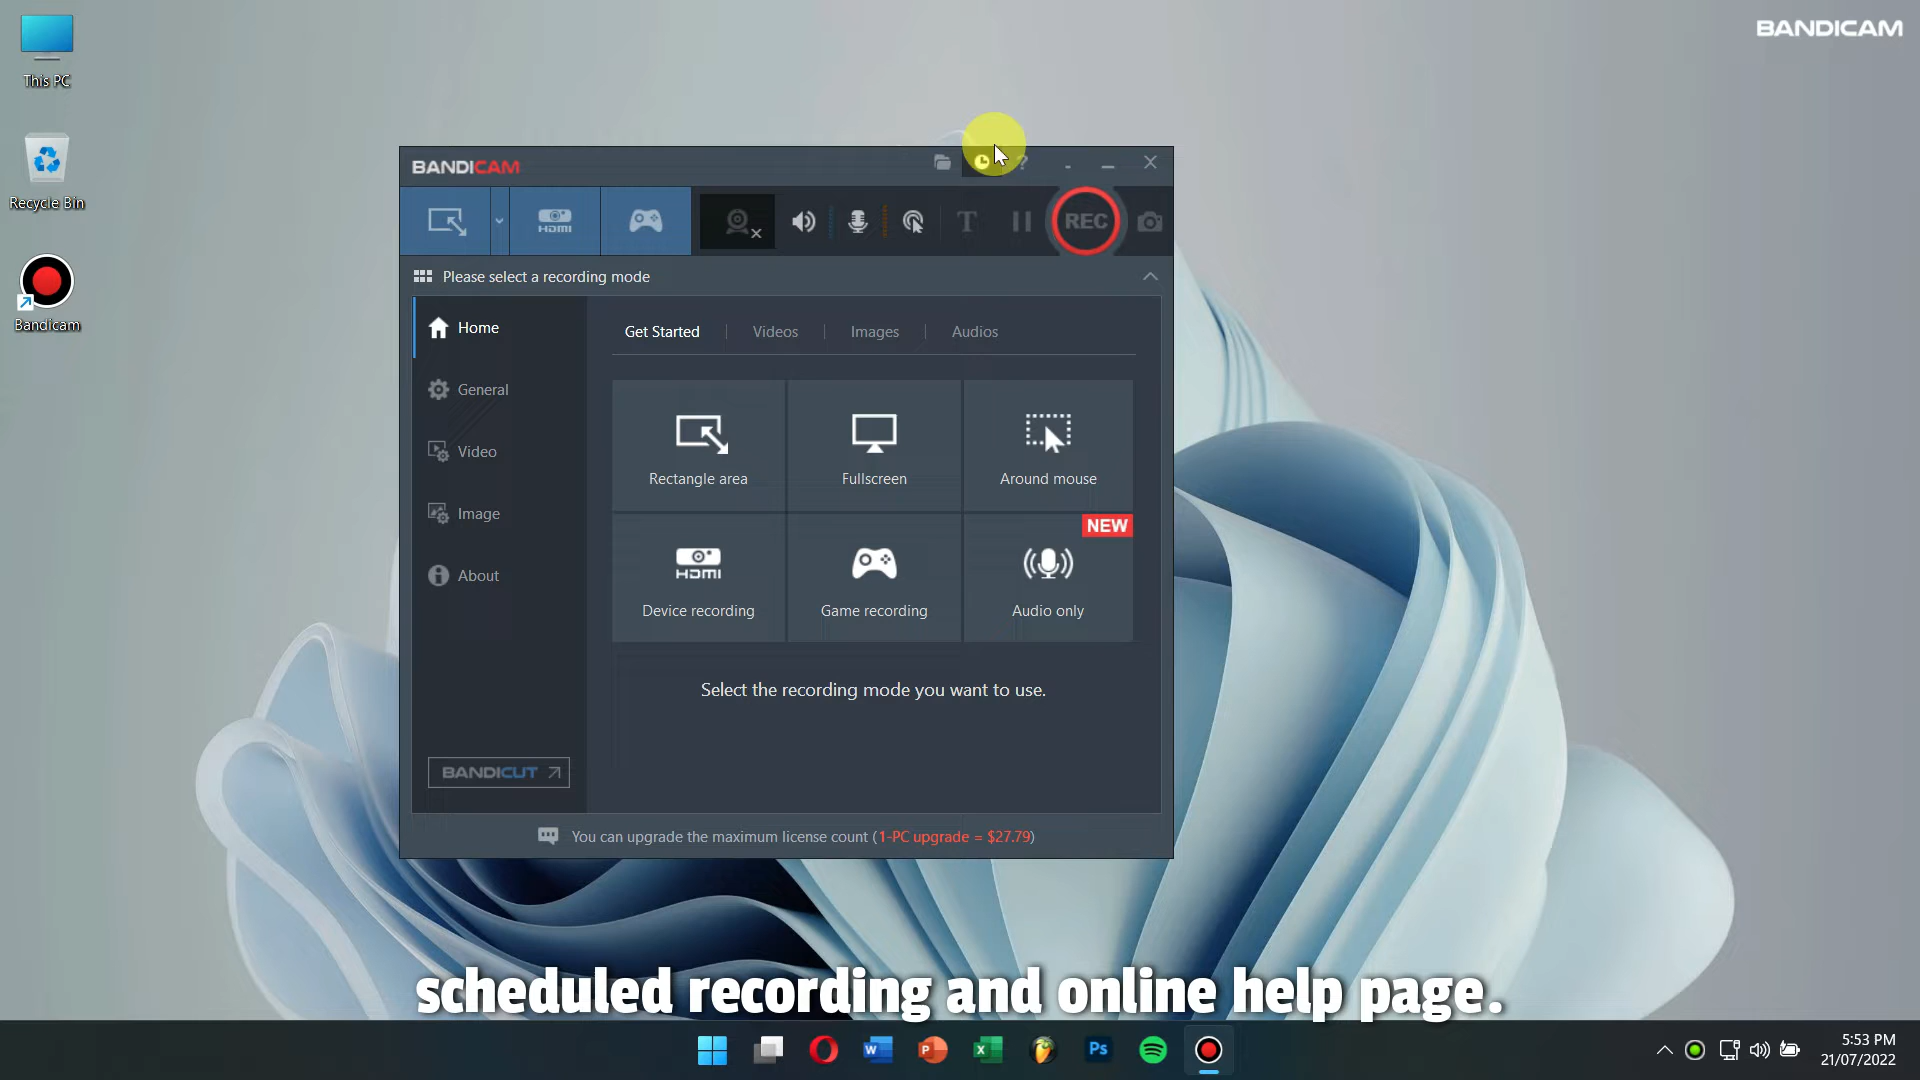 This PC
Recycle Bin
Bandicam
BANDICAM
BANDICAM
?
HDMI
T
REC
Please select a recording mode
Home
General
Video
Image
About
BANDICUT
Get Started
Videos
Images
Audios
Rectangle area
Fullscreen
Around mouse
NEW
HDMI
Device recording
Game recording
Audio only
Select the recording mode you want to use.
You can upgrade the maximum license count (1-PC upgrade = $27.79)
scheduled recording and online help page.
Ps
5:53 PM
21/07/2022